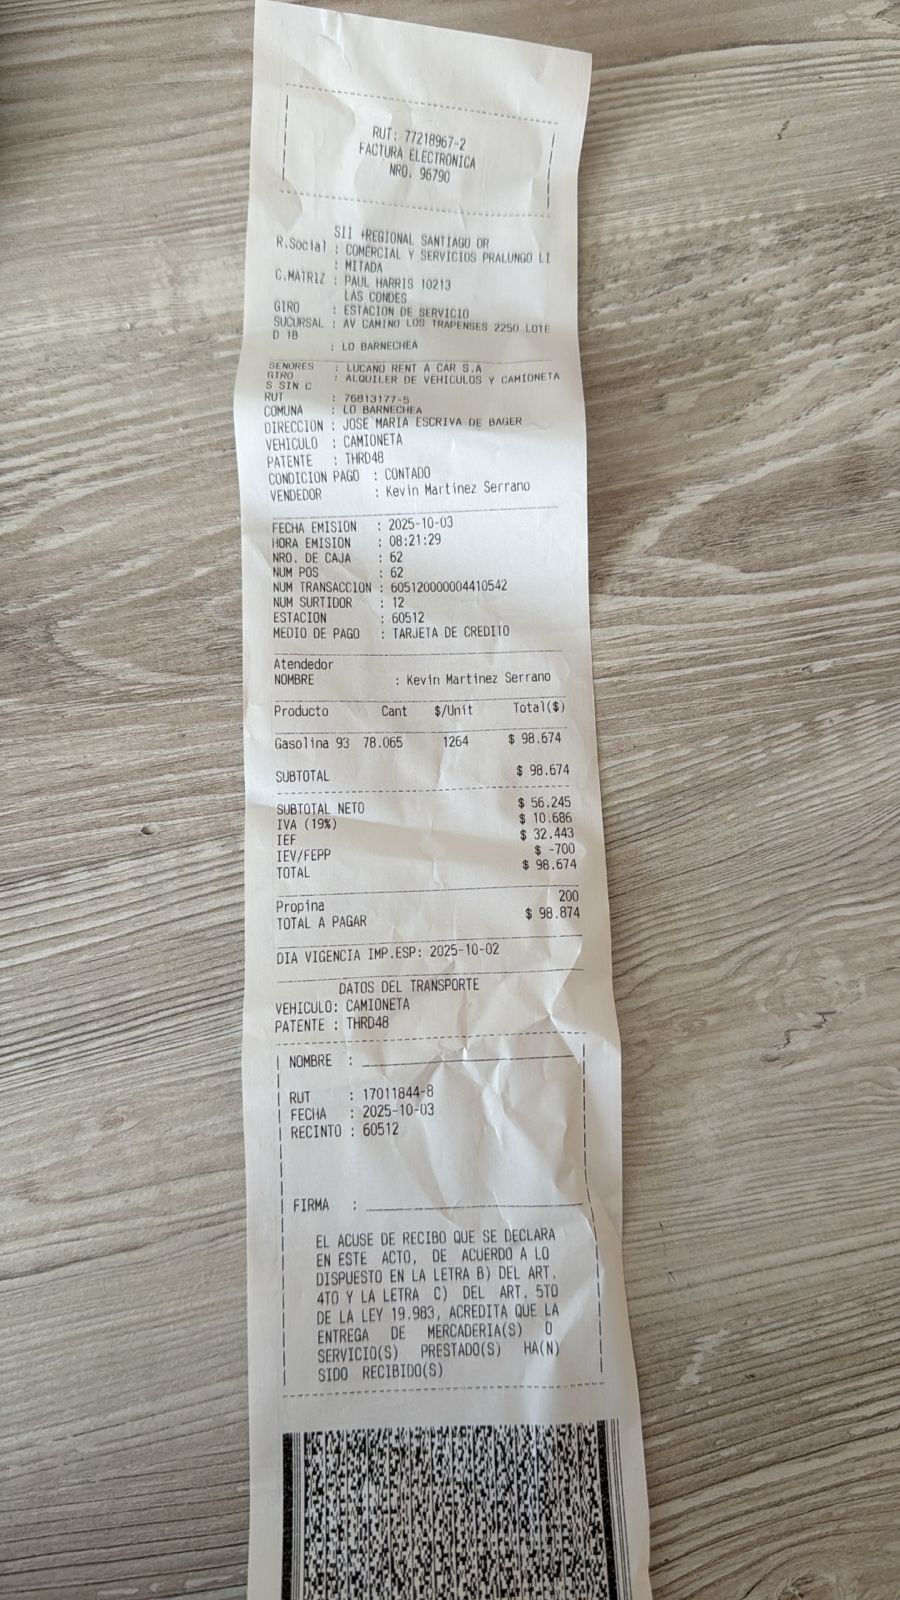 RUT: 77218967-2
FACTURA ELECTRONICA
NRO. 96790
SII +REGIONAL SANTIAGO OR
R.Social : COMERCIAL Y SERVICIOS PRALUNGO LI
: MITADA
C.MATRIZ : PAUL HARRIS 10213
LAS CONDES
GIRO : ESTACION DE SERVICIO
SUCURSAL : AV CAMINO LOS TRAPENSES 2250 LOTE
D 1B
: LO BARNECHEA
SENORES : LUCANO RENT A CAR S.A
GIRO : ALQUILER DE VEHICULOS Y CAMIONETA
S SIN C
RUT : 76813177-5
COMUNA : LO BARNECHEA
DIRECCION : JOSE MARIA ESCRIVA DE BAGER
VEHICULO : CAMIONETA
PATENTE : THRD48
CONDICION PAGO : CONTADO
VENDEDOR : Kevin Martinez Serrano
FECHA EMISION : 2025-10-03
HORA EMISION : 08:21:29
NRO. DE CAJA : 62
NUM POS : 62
NUM TRANSACCION : 605120000004410542
NUM SURTIDOR : 12
ESTACION : 60512
MEDIO DE PAGO : TARJETA DE CREDITO
Atendedor
NOMBRE : Kevin Martinez Serrano
Producto Cant $/Unit Total($)
Gasolina 93 78.065 1264 $ 98.674
SUBTOTAL $ 98.674
SUBTOTAL NETO $ 56.245
IVA (19%) $ 10.686
IEF $ 32.443
IEV/FEPP $ -700
TOTAL $ 98.674
Propina 200
TOTAL A PAGAR $ 98.874
DIA VIGENCIA IMP.ESP: 2025-10-02
DATOS DEL TRANSPORTE
VEHICULO: CAMIONETA
PATENTE : THRD48
NOMBRE :
RUT : 17011844-8
FECHA : 2025-10-03
RECINTO : 60512
FIRMA :
EL ACUSE DE RECIBO QUE SE DECLARA
EN ESTE ACTO, DE ACUERDO A LO
DISPUESTO EN LA LETRA B) DEL ART.
4TO Y LA LETRA C) DEL ART. 5TO
DE LA LEY 19.983, ACREDITA QUE LA
ENTREGA DE MERCADERIA(S) O
SERVICIO(S) PRESTADO(S) HA(N)
SIDO RECIBIDO(S)